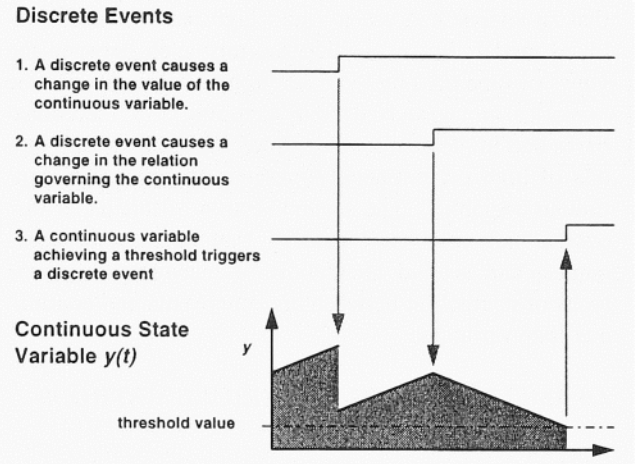 Discrete Events
1. A discrete event causes a
change in the value of the
continuous variable.
2. A discrete event causes a
change in the relation
governing the continuous
variable.
3. A continuous variable
achieving a threshold triggers
a discrete event
Continuous State
Variable y(t)
y
threshold value